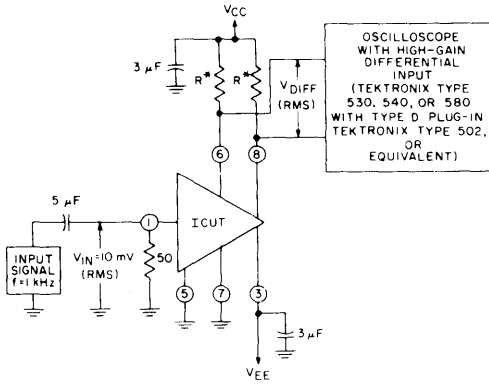 VCC
3 µF
R*
R*
VDIFF
(RMS)
OSCILLOSCOPE
WITH HIGH-GAIN
DIFFERENTIAL
INPUT
(TEKTRONIX TYPE
530, 540, OR 580
WITH TYPE D PLUG-IN
TEKTRONIX TYPE 502,
OR
EQUIVALENT)
6
8
5 µF
1
ICUT
INPUT
SIGNAL
f=1 kHz
VIN=10 mV
(RMS)
50
5
7
3
3 µF
VEE